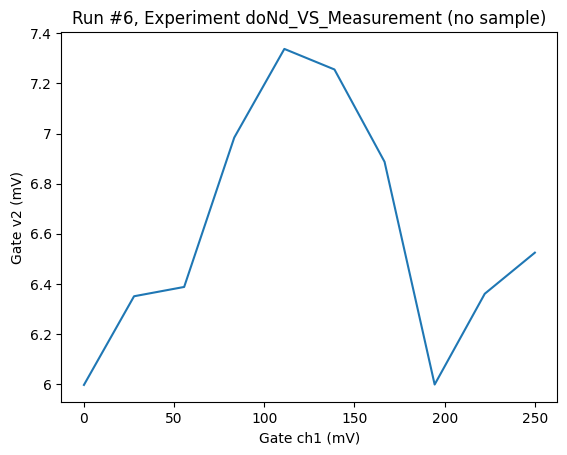 Run #6, Experiment doNd_VS_Measurement (no sample)
7.4
7.2
7
6.8
6.6
6.4
6.2
6
Gate v2 (mV)
0 50 100 150 200 250
Gate ch1 (mV)